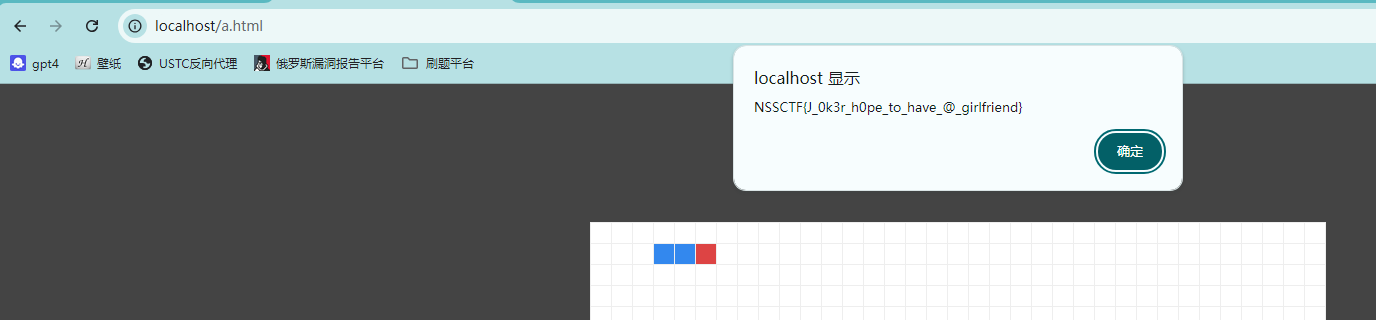 localhost/a.html
gpt4 壁纸 USTC反向代理 俄罗斯漏洞报告平台 刷题平台
localhost 显示
NSSCTF{J_0k3r_h0pe_to_have_@_girlfriend}
确定